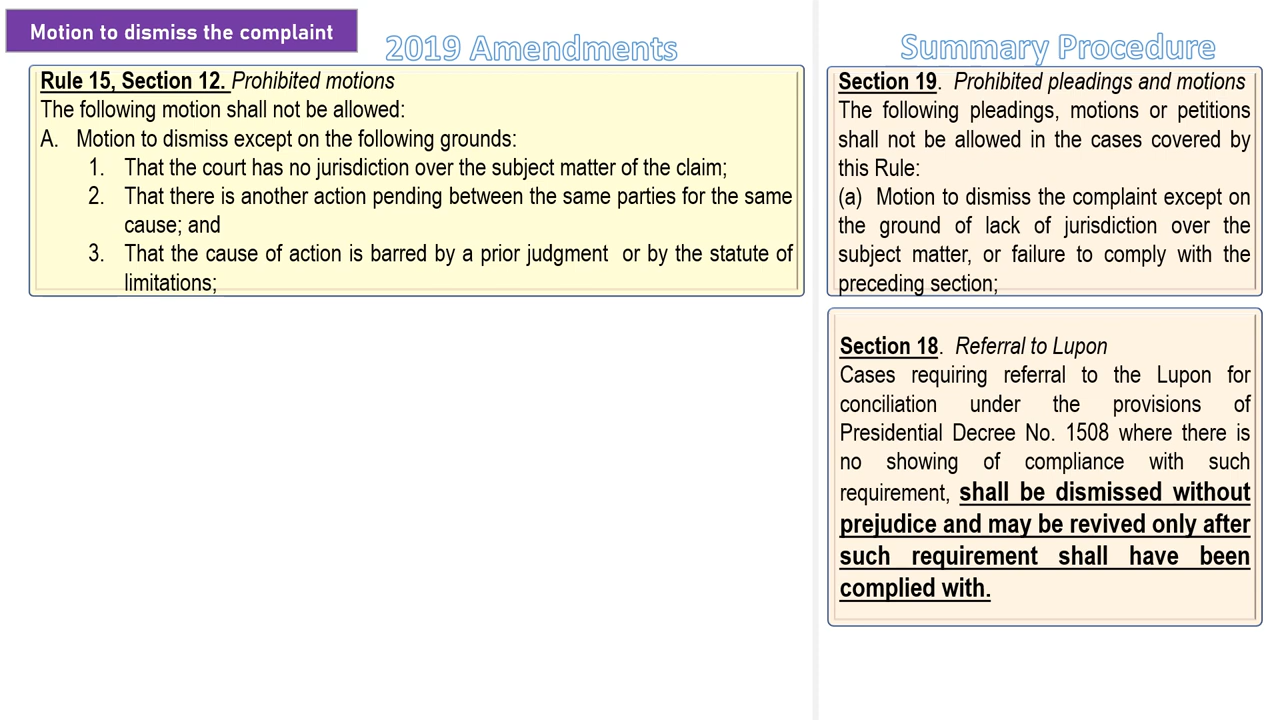 Motion to dismiss the complaint
2019 Amendments
Rule 15, Section 12. Prohibited motions
The following motion shall not be allowed:
A. Motion to dismiss except on the following grounds:
1. That the court has no jurisdiction over the subject matter of the claim;
2. That there is another action pending between the same parties for the same
cause; and
3. That the cause of action is barred by a prior judgment or by the statute of
limitations;
Summary Procedure
Section 19. Prohibited pleadings and motions
The following pleadings, motions or petitions
shall not be allowed in the cases covered by
this Rule:
(a) Motion to dismiss the complaint except on
the ground of lack of jurisdiction over the
subject matter, or failure to comply with the
preceding section;
Section 18. Referral to Lupon
Cases requiring referral to the Lupon for
conciliation under the provisions of
Presidential Decree No. 1508 where there is
no showing of compliance with such
requirement, shall be dismissed without
prejudice and may be revived only after
such requirement shall have been
complied with.